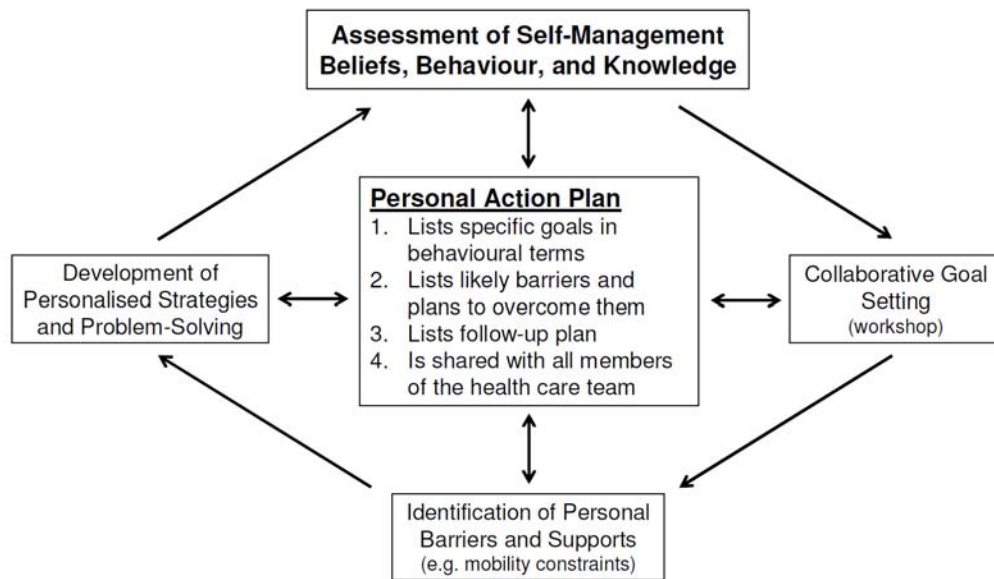 Assessment of Self-Management
Beliefs, Behaviour, and Knowledge
Personal Action Plan
1. Lists specific goals in
behavioural terms
2. Lists likely barriers and
plans to overcome them
3. Lists follow-up plan
4. Is shared with all members
of the health care team
Development of
Personalised Strategies
and Problem-Solving
Collaborative Goal
Setting
(workshop)
Identification of Personal
Barriers and Supports
(e.g. mobility constraints)